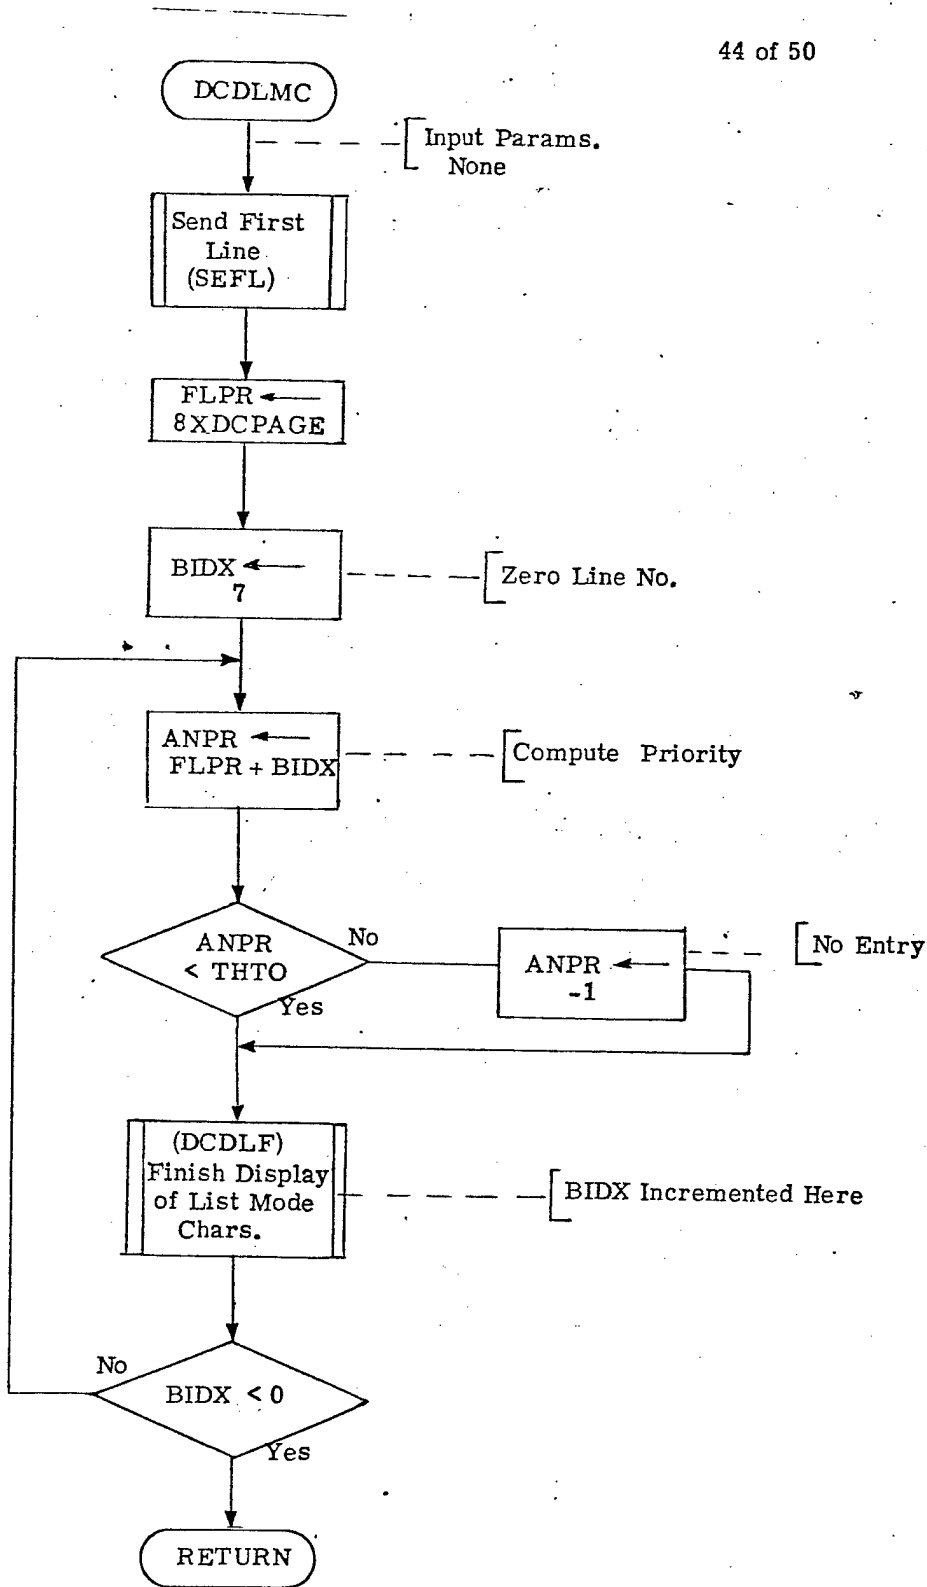 44 of 50
DCDLMC
Input Params.
None
Send First
Line
(SEFL)
FLPR ←
8XDCPAGE
BIDX ←
7
Zero Line No.
ANPR ←
FLPR + BIDX
Compute Priority
ANPR
< THTO
No
Yes
ANPR ←
-1
No Entry
(DCDLF)
Finish Display
of List Mode
Chars.
BIDX Incremented Here
No
BIDX < 0
Yes
RETURN